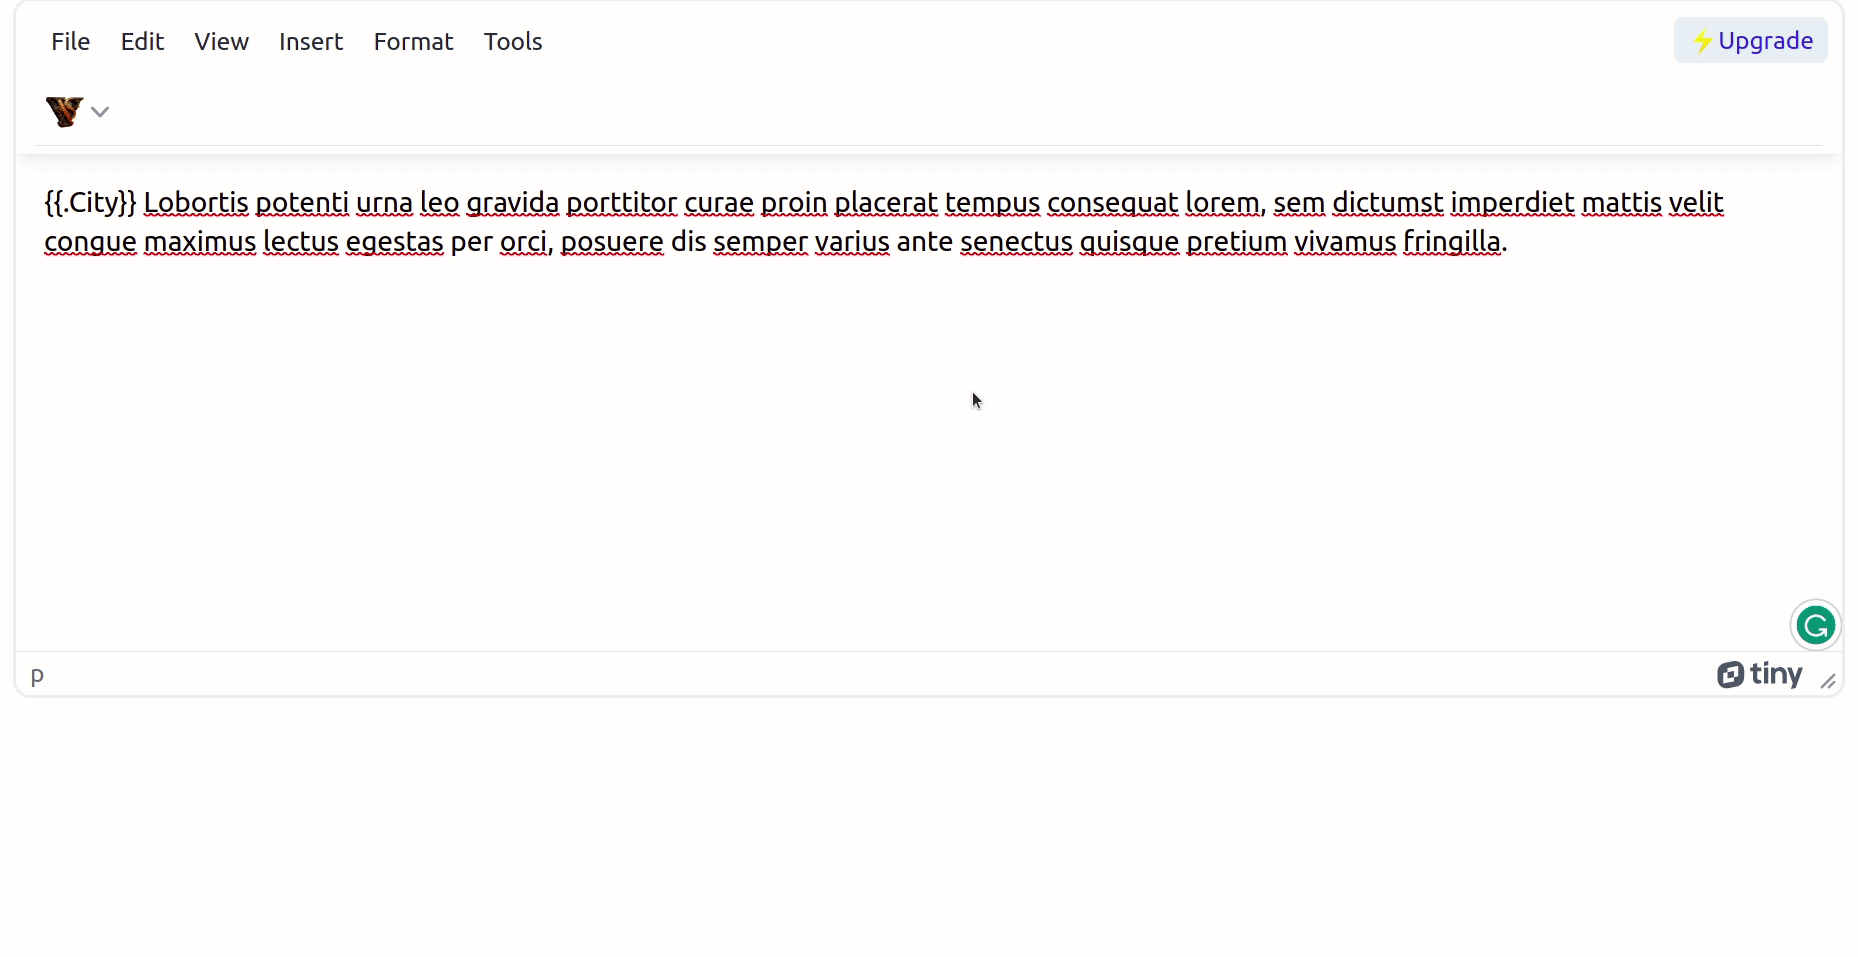 File Edit View Insert Format Tools
⚡Upgrade
V
{{.City}} Lobortis potenti urna leo gravida porttitor curae proin placerat tempus consequat lorem, sem dictumst imperdiet mattis velit
congue maximus lectus egestas per orci, posuere dis semper varius ante senectus quisque pretium vivamus fringilla.
G
p
tiny